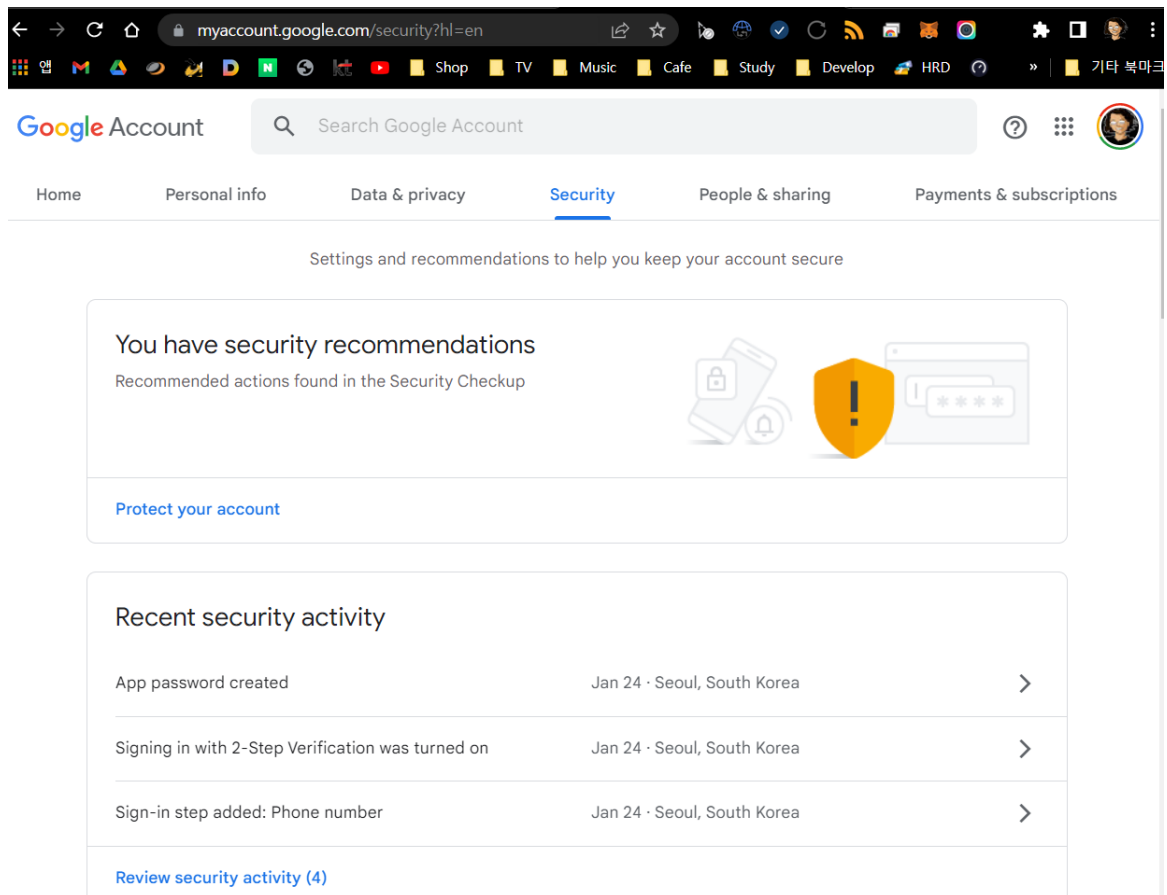 myaccount.google.com/security?hl=en
앱 D N kt Shop TV Music Cafe Study Develop HRD » 기타 북마크
Google Account Search Google Account
Home Personal info Data & privacy Security People & sharing Payments & subscriptions
Settings and recommendations to help you keep your account secure
You have security recommendations
Recommended actions found in the Security Checkup
Protect your account
Recent security activity
App password created Jan 24 · Seoul, South Korea
Signing in with 2-Step Verification was turned on Jan 24 · Seoul, South Korea
Sign-in step added: Phone number Jan 24 · Seoul, South Korea
Review security activity (4)